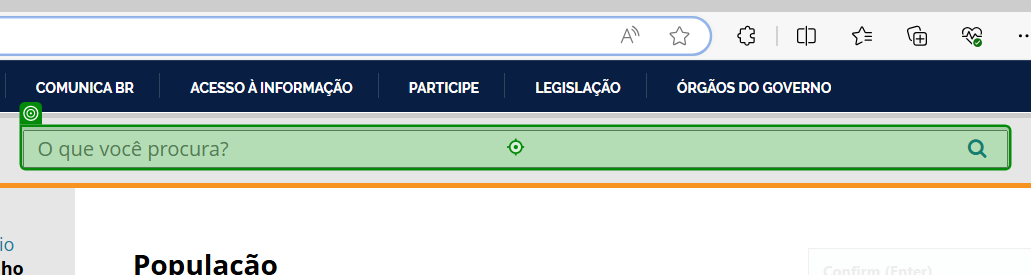 COMUNICA BR ACESSO À INFORMAÇÃO PARTICIPE LEGISLAÇÃO ÓRGÃOS DO GOVERNO
O que você procura?
io
ho
População
Confirm (Enter)